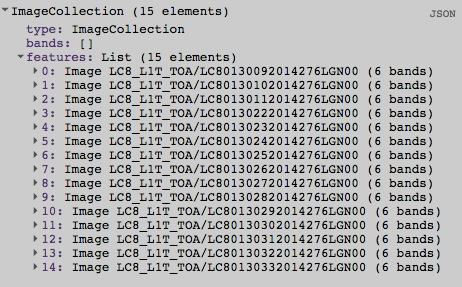 ImageCollection (15 elements)
JSON
type: ImageCollection
bands: []
features: List (15 elements)
0: Image LC8_L1T_TOA/LC80130092014276LGN00 (6 bands)
1: Image LC8_L1T_TOA/LC80130102014276LGN00 (6 bands)
2: Image LC8_L1T_TOA/LC80130112014276LGN00 (6 bands)
3: Image LC8_L1T_TOA/LC80130222014276LGN00 (6 bands)
4: Image LC8_L1T_TOA/LC80130232014276LGN00 (6 bands)
5: Image LC8_L1T_TOA/LC80130242014276LGN00 (6 bands)
6: Image LC8_L1T_TOA/LC80130252014276LGN00 (6 bands)
7: Image LC8_L1T_TOA/LC80130262014276LGN00 (6 bands)
8: Image LC8_L1T_TOA/LC80130272014276LGN00 (6 bands)
9: Image LC8_L1T_TOA/LC80130282014276LGN00 (6 bands)
10: Image LC8_L1T_TOA/LC80130292014276LGN00 (6 bands)
11: Image LC8_L1T_TOA/LC80130302014276LGN00 (6 bands)
12: Image LC8_L1T_TOA/LC80130312014276LGN00 (6 bands)
13: Image LC8_L1T_TOA/LC80130322014276LGN00 (6 bands)
14: Image LC8_L1T_TOA/LC80130332014276LGN00 (6 bands)